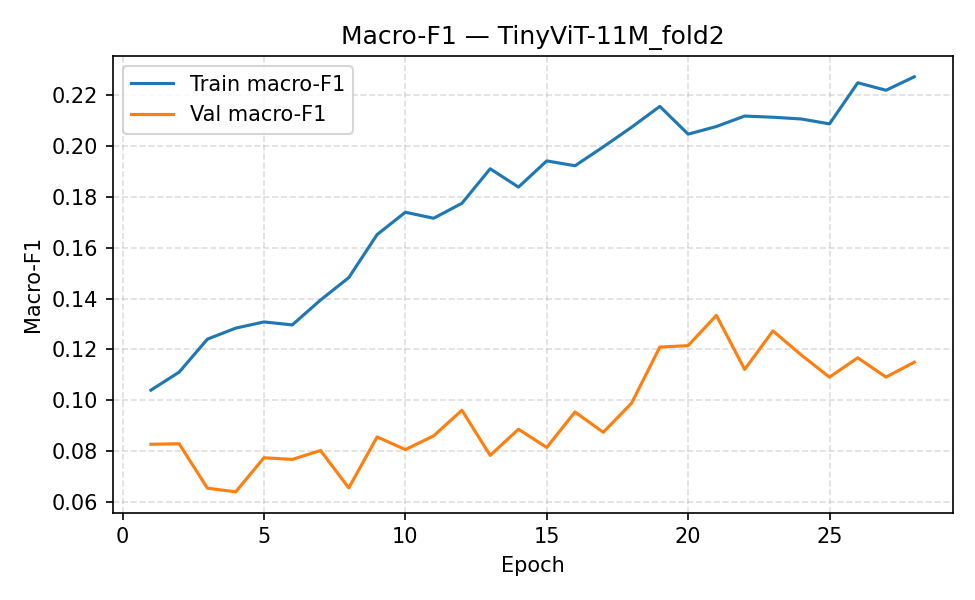 Macro-F1 — TinyViT-11M_fold2
Train macro-F1
Val macro-F1
Macro-F1
0.22
0.20
0.18
0.16
0.14
0.12
0.10
0.08
0.06
0 5 10 15 20 25
Epoch